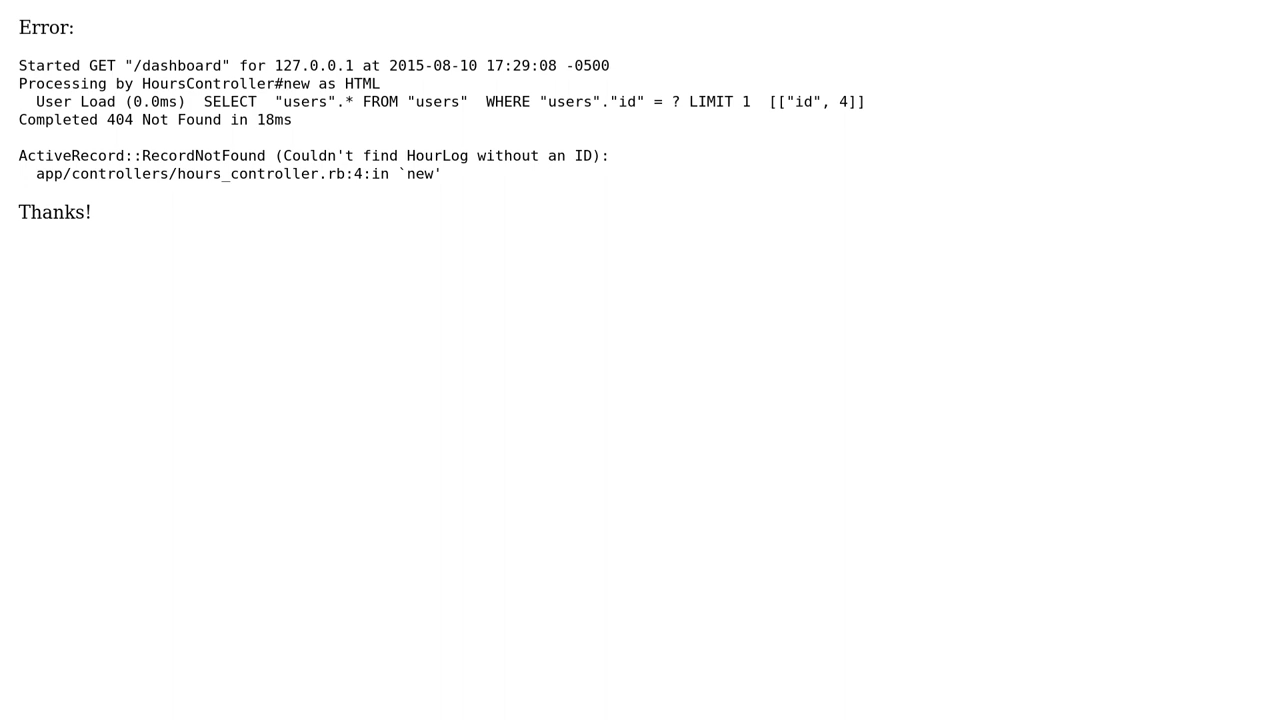 Error:
Started GET "/dashboard" for 127.0.0.1 at 2015-08-10 17:29:08 -0500
Processing by HoursController#new as HTML
  User Load (0.0ms)  SELECT  "users".* FROM "users"  WHERE "users"."id" = ? LIMIT 1  [["id", 4]]
Completed 404 Not Found in 18ms
ActiveRecord::RecordNotFound (Couldn't find HourLog without an ID):
  app/controllers/hours_controller.rb:4:in `new'
Thanks!